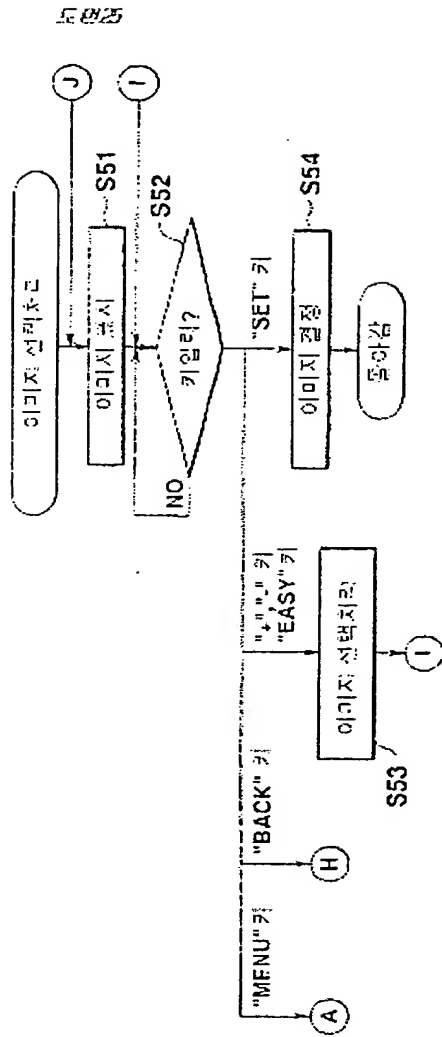 도면25
이미지 선택처리
J
이미지 표시
S51
I
키입력?
S52
NO
"MENU" 키
"BACK" 키
"+","-" 키
"EASY" 키
"SET" 키
A
H
이미지 선택처리
S53
I
이미지 결정
S54
돌아감